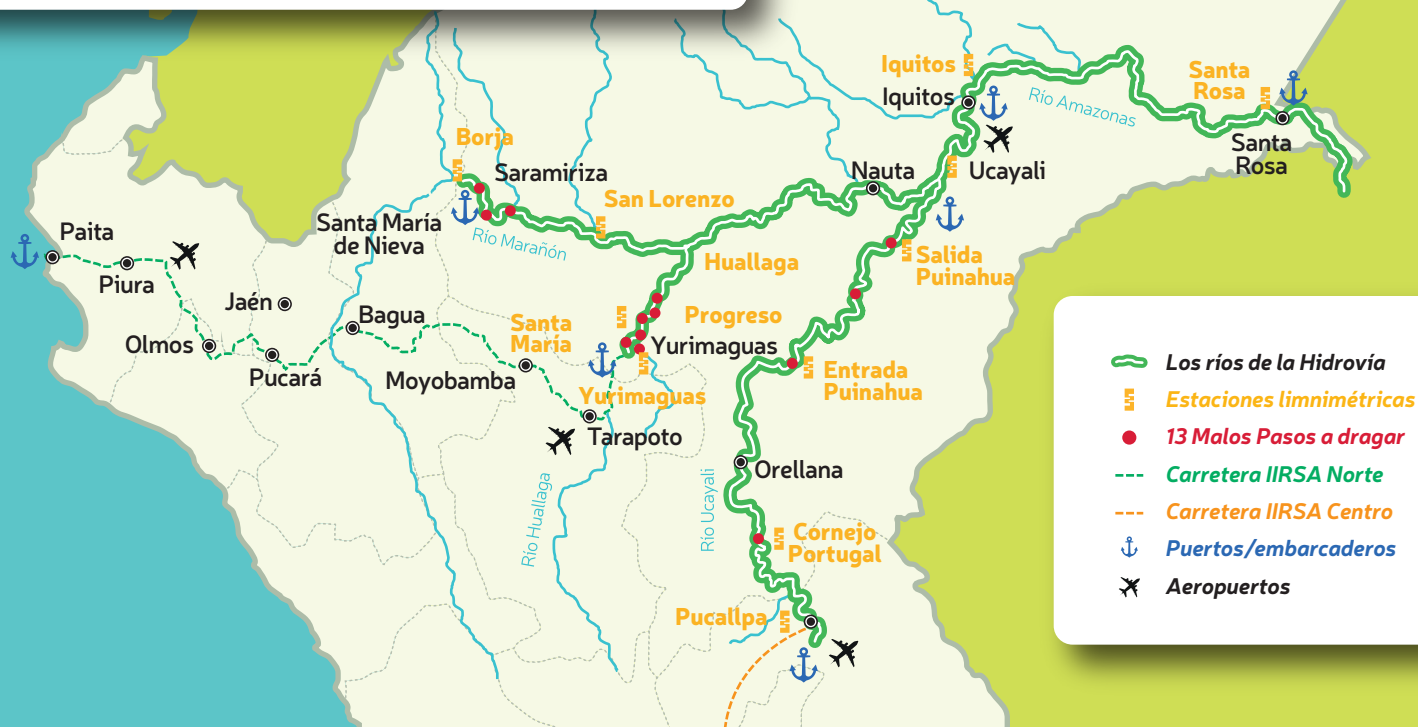 Iquitos
Iquitos
Río Amazonas
Santa
Rosa
Santa
Rosa
Borja
Saramiriza
Nauta
Ucayali
San Lorenzo
Santa María
de Nieva
Río Marañón
Paita
Piura
Huallaga
Salida
Puinahua
Jaén
Bagua
Santa
María
Progreso
Olmos
Yurimaguas
Pucará
Moyobamba
Entrada
Puinahua
Yurimaguas
Tarapoto
Orellana
Río Huallaga
Río Ucayali
Cornejo
Portugal
Pucallpa
Los ríos de la Hidrovía
Estaciones limnimétricas
13 Malos Pasos a dragar
Carretera IIRSA Norte
Carretera IIRSA Centro
Puertos/embarcaderos
Aeropuertos